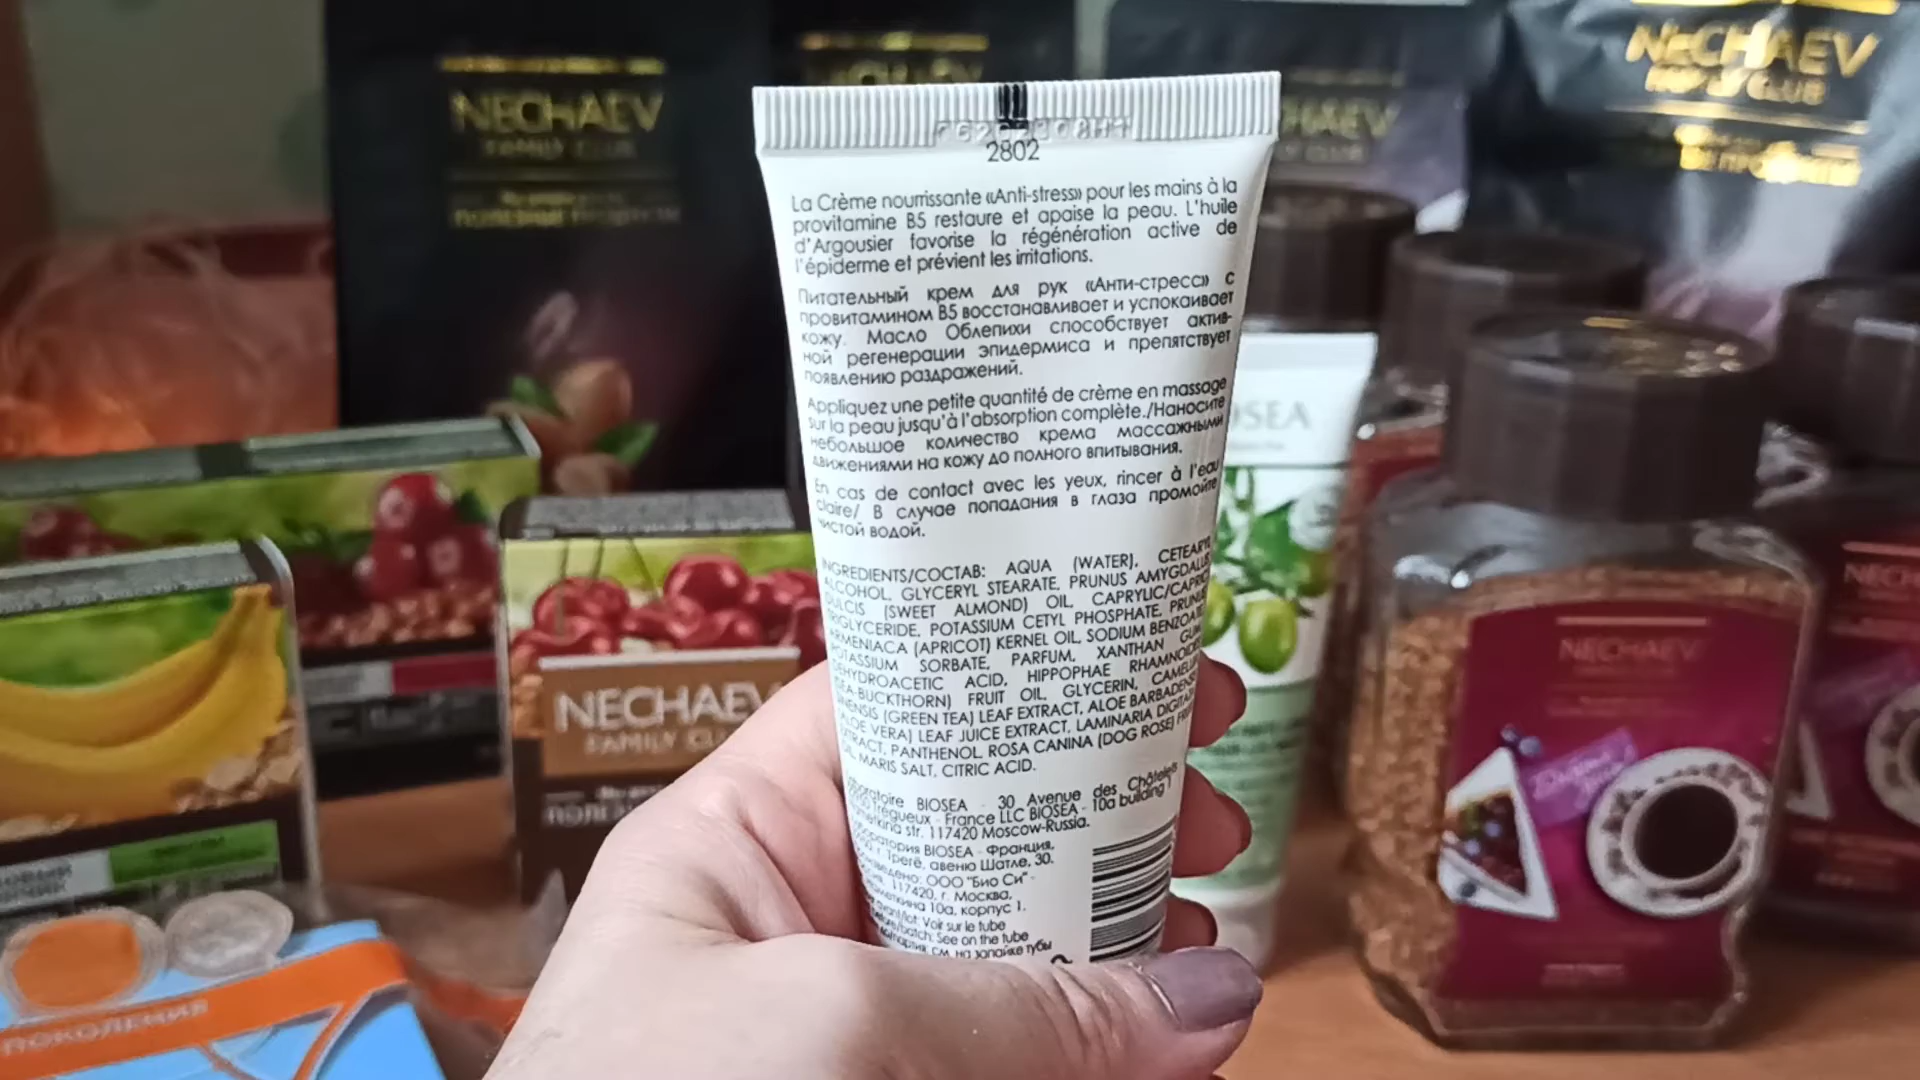 NECHAEV
FAMILY CLUB
NECHAEV
CLUB
2802
La Crème nourrissante «Anti-stress» pour les mains à la
provitamine B5 restaure et apaise la peau. L'huile
d'Argousier favorise la régénération active de
l'épiderme et prévient les irritations.
Питательный крем для рук «Анти-стресс» с
провитамином B5 восстанавливает и успокаивает
кожу. Масло Облепихи способствует актив-
ной регенерации эпидермиса и препятствует
появлению раздражений.
Appliquez une petite quantité de crème en massage
sur la peau jusqu'à l'absorption complète./Наносите
небольшое количество крема массажными
движениями на кожу до полного впитывания.
En cas de contact avec les yeux, rincer à l'eau
claire/ В случае попадания в глаза промойте
чистой водой.
INGREDIENTS/СОСТАВ: AQUA (WATER), CETEARYL
ALCOHOL, GLYCERYL STEARATE, PRUNUS AMYGDALUS
DULCIS (SWEET ALMOND) OIL, CAPRYLIC/CAPRIC
TRIGLYCERIDE, POTASSIUM CETYL PHOSPHATE, PRUNUS
ARMENIACA (APRICOT) KERNEL OIL, SODIUM BENZOATE,
POTASSIUM SORBATE, PARFUM, XANTHAN GUM,
DEHYDROACETIC ACID, HIPPOPHAE RHAMNOIDES
(SEA-BUCKTHORN) FRUIT OIL, GLYCERIN, CAMELLIA
SINENSIS (GREEN TEA) LEAF EXTRACT, ALOE BARBADENSIS
(ALOE VERA) LEAF JUICE EXTRACT, LAMINARIA DIGITATA
EXTRACT, PANTHENOL, ROSA CANINA (DOG ROSE) FRUIT
OIL, MARIS SALT, CITRIC ACID.
Laboratoire BIOSEA - 30 Avenue des Châtelets
Trégueux - France LLC BIOSEA - 10a building 1
Nametkina str. 117420 Moscow-Russia.
Лаборатория BIOSEA - Франция,
г. Трегё, авеню Шатле, 30.
Произведено: ООО "Био Си" -
Россия, 117420, г. Москва,
Наметкина 10а, корпус 1.
avant/lot: Voir sur le tube
before/batch: See on the tube
см. на запайке тубы
NECHAEV
FAMILY CLUB
NECHAEV
ПОКОЛЕНИЯ